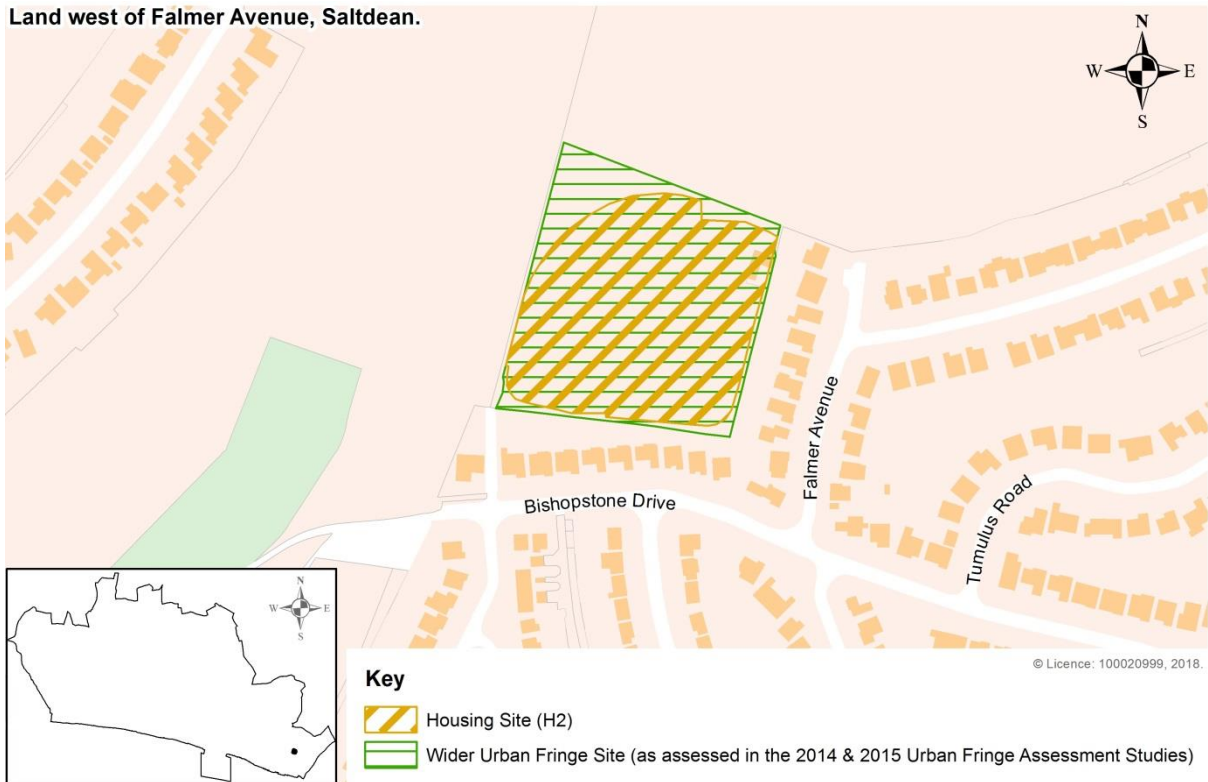 Land west of Falmer Avenue, Saltdean.
N
W E
S
Falmer Avenue
Bishopstone Drive
Tumulus Road
N
W E
S
© Licence: 100020999, 2018.
Key
Housing Site (H2)
Wider Urban Fringe Site (as assessed in the 2014 & 2015 Urban Fringe Assessment Studies)